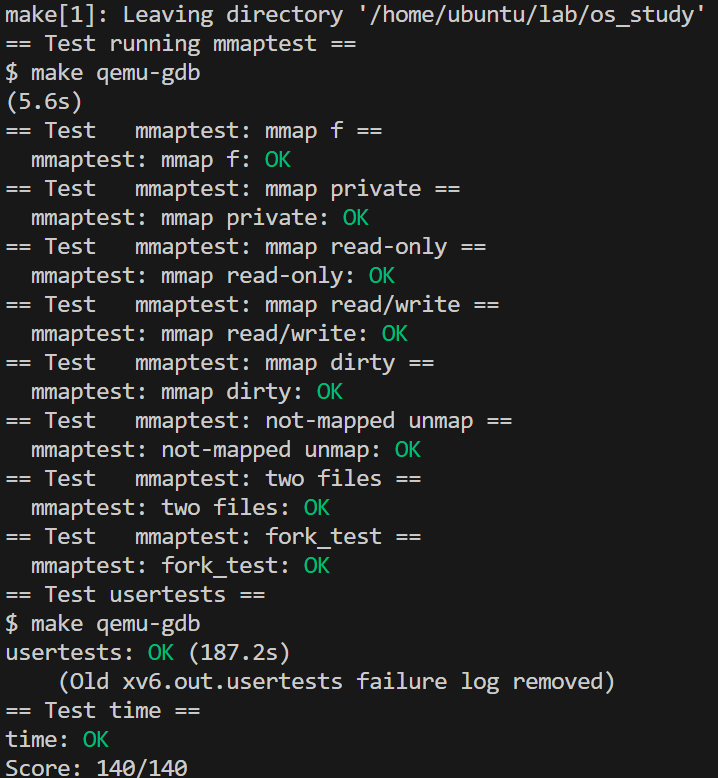 make[1]: Leaving directory '/home/ubuntu/lab/os_study'
== Test running mmaptest ==
$ make qemu-gdb
(5.6s)
== Test   mmaptest: mmap f ==
  mmaptest: mmap f: OK
== Test   mmaptest: mmap private ==
  mmaptest: mmap private: OK
== Test   mmaptest: mmap read-only ==
  mmaptest: mmap read-only: OK
== Test   mmaptest: mmap read/write ==
  mmaptest: mmap read/write: OK
== Test   mmaptest: mmap dirty ==
  mmaptest: mmap dirty: OK
== Test   mmaptest: not-mapped unmap ==
  mmaptest: not-mapped unmap: OK
== Test   mmaptest: two files ==
  mmaptest: two files: OK
== Test   mmaptest: fork_test ==
  mmaptest: fork_test: OK
== Test usertests ==
$ make qemu-gdb
usertests: OK (187.2s)
    (Old xv6.out.usertests failure log removed)
== Test time ==
time: OK
Score: 140/140